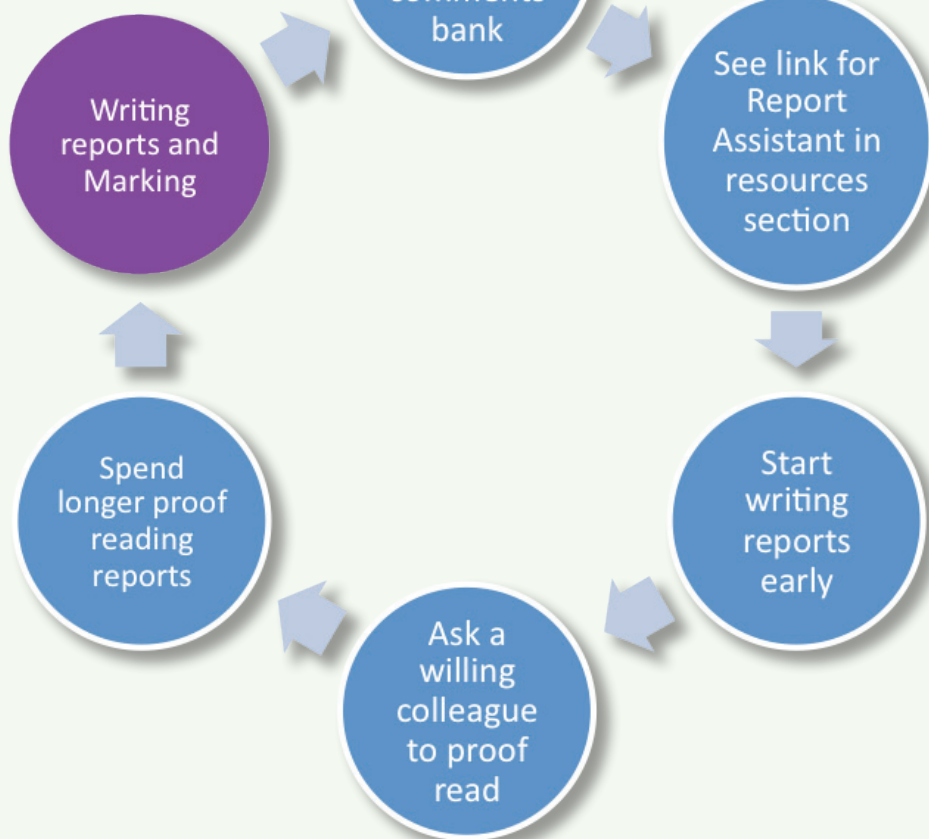 bank
Writing
reports and
Marking
See link for
Report
Assistant in
resources
section
Start
writing
reports
early
Ask a
willing
colleague
to proof
read
Spend
longer proof
reading
reports